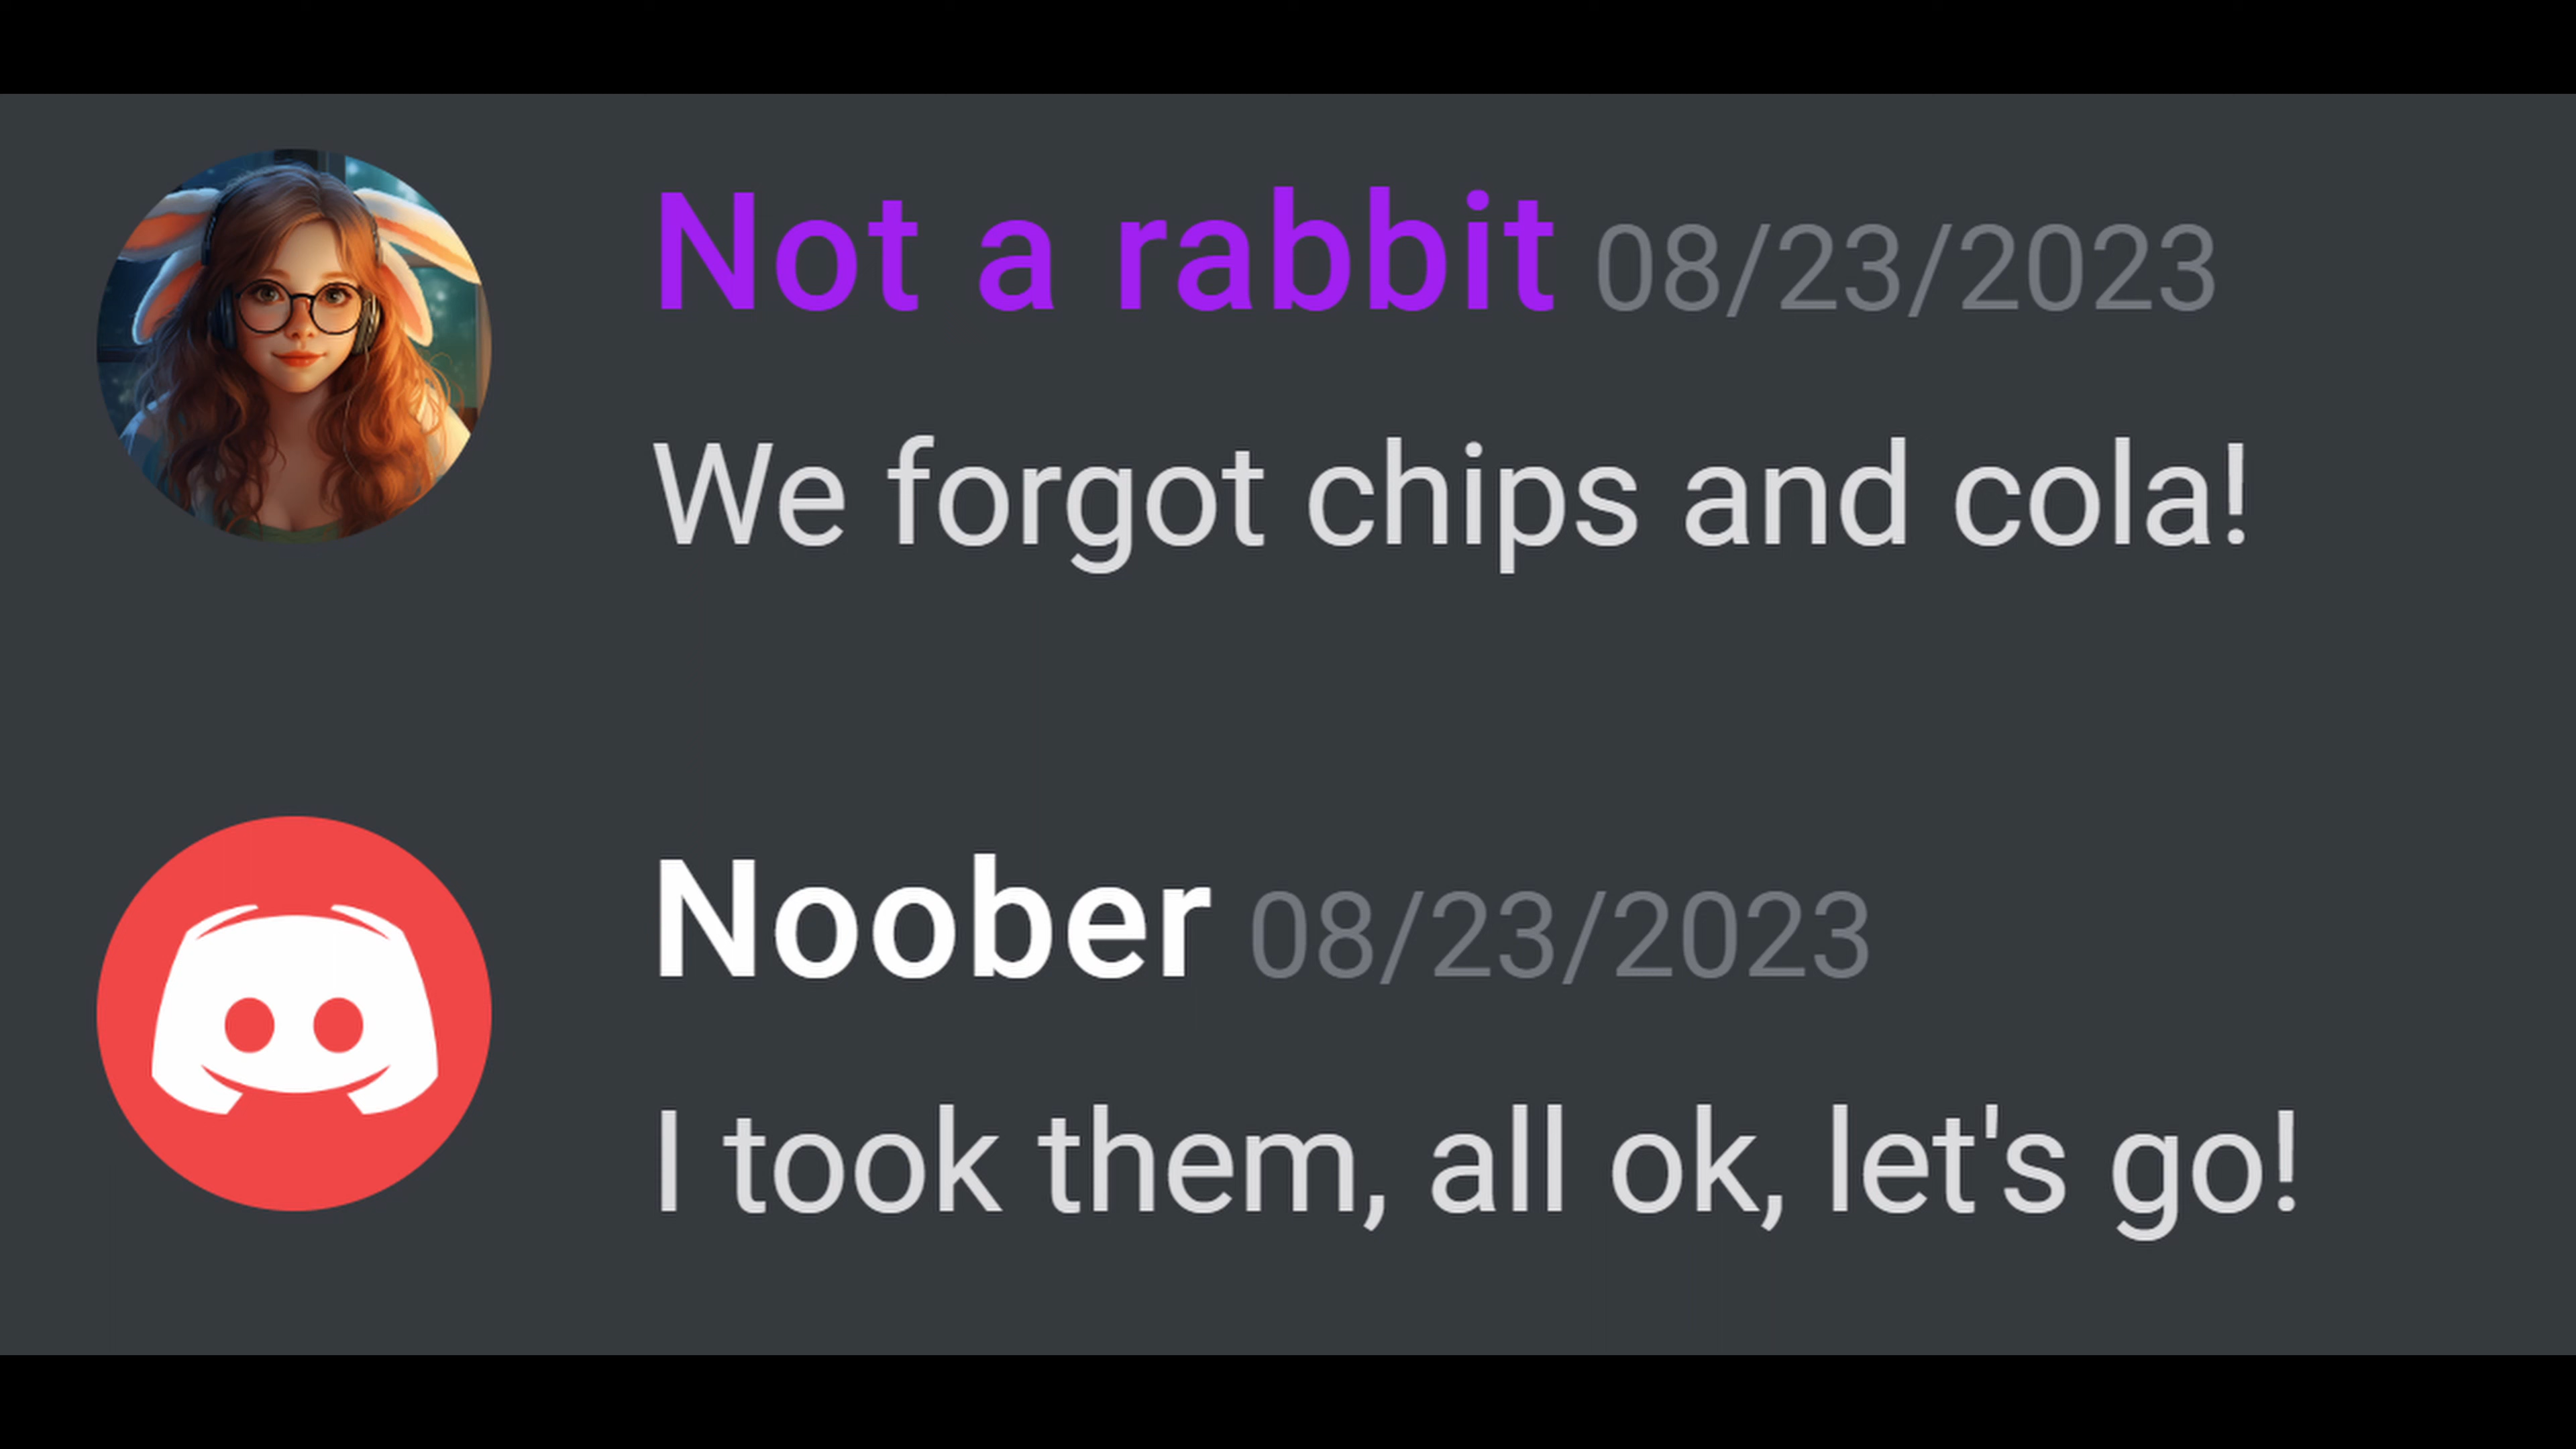 Not a rabbit 08/23/2023
We forgot chips and cola!
Noober 08/23/2023
I took them, all ok, let's go!